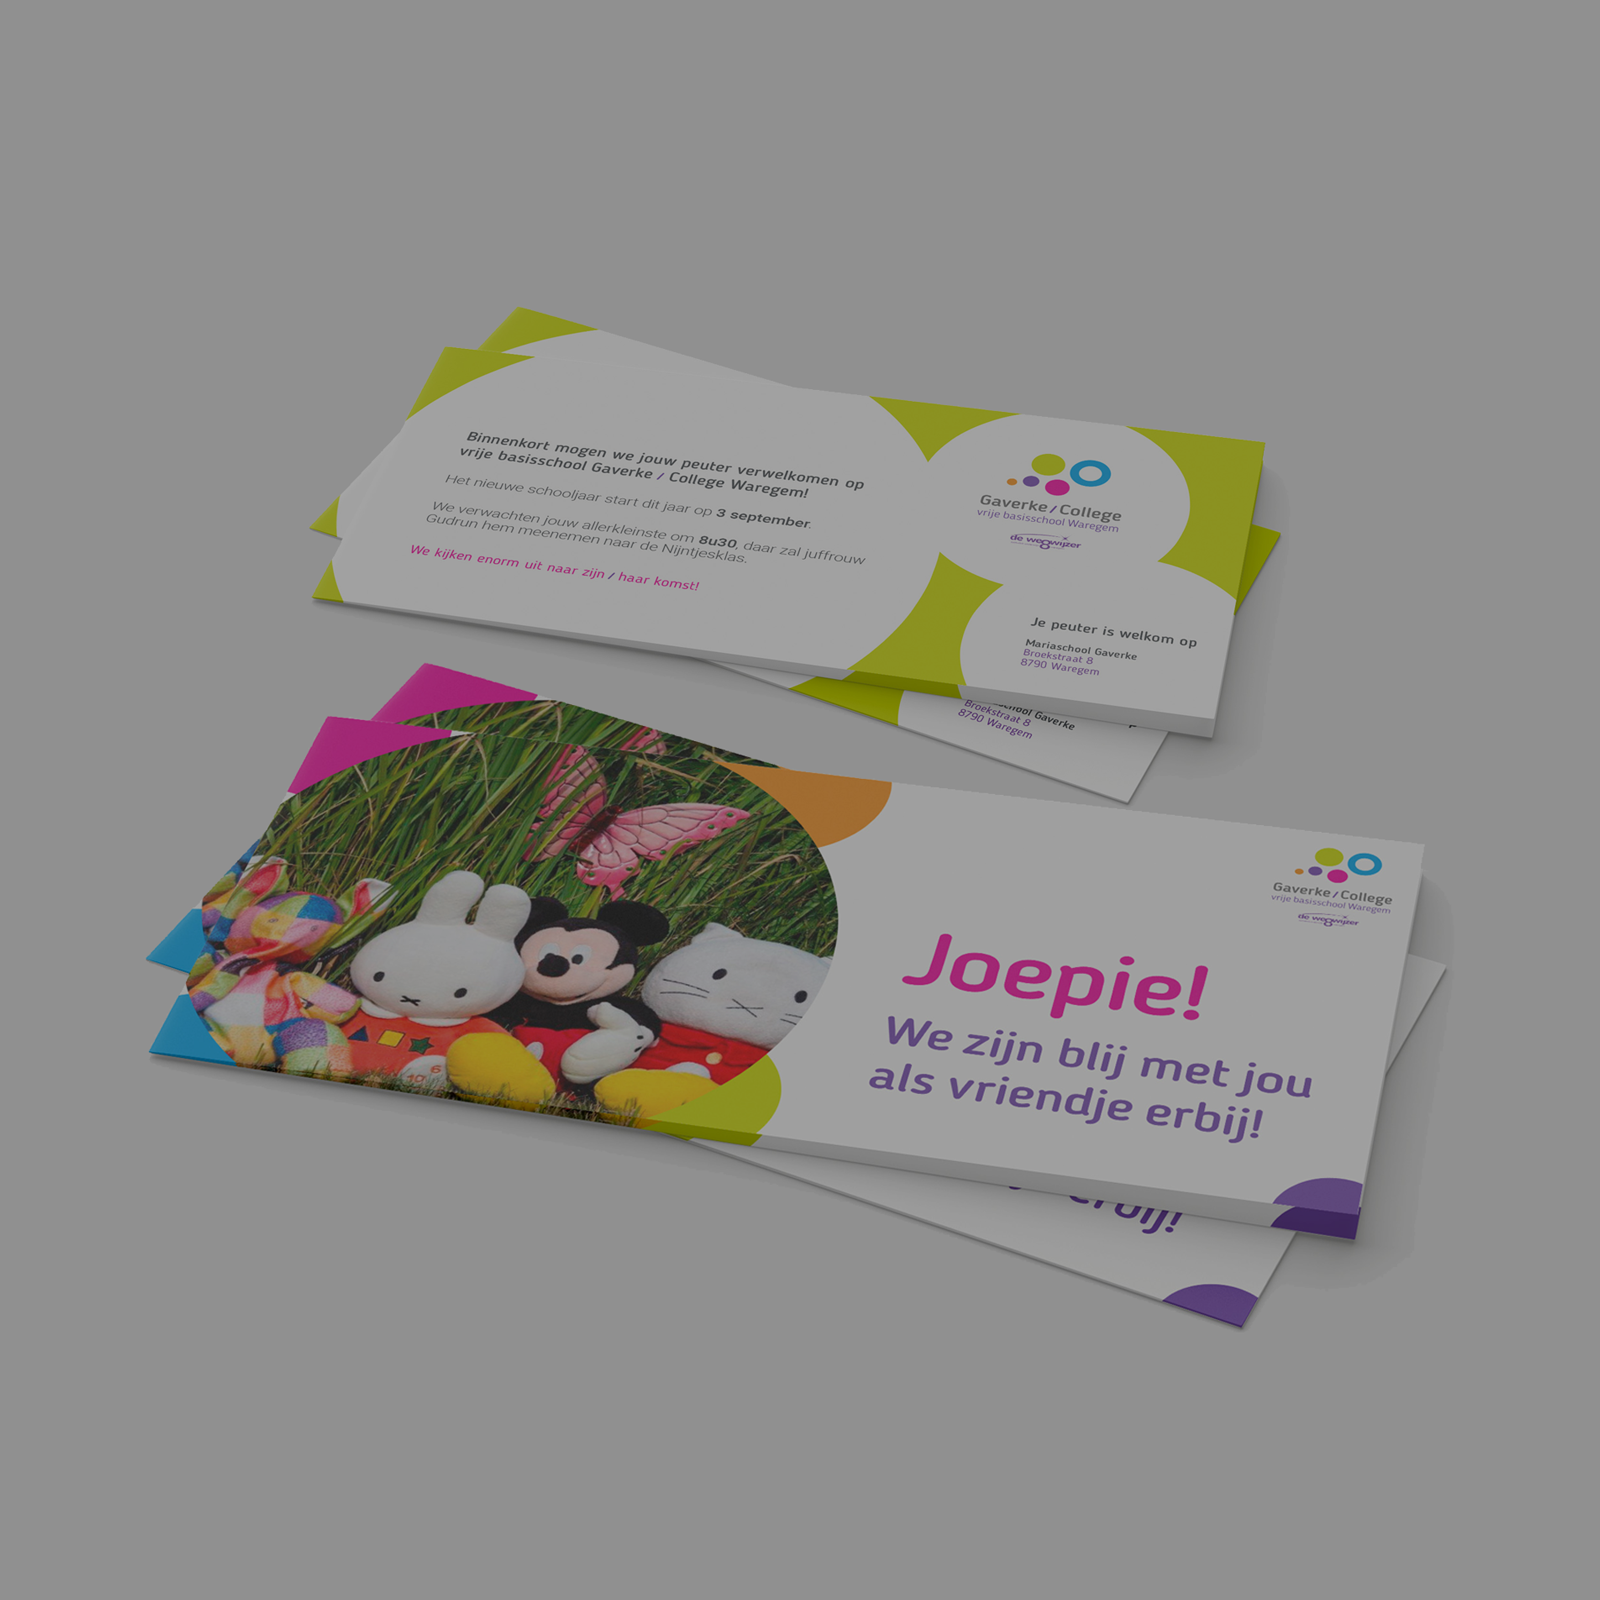 Binnenkort mogen we jouw peuter verwelkomen op
vrije basisschool Gaverke / College Waregem!
Het nieuwe schooljaar start dit jaar op 3 september.
We verwachten jouw allerkleinste om 8u30, daar zal juffrouw
Gudrun hem meenemen naar de Nijntjesklas.
We kijken enorm uit naar zijn / haar komst!
Gaverke / College
vrije basisschool Waregem
de wegwijzer
Je peuter is welkom op
Mariaschool Gaverke
Broekstraat 8
8790 Waregem
Gaverke
Broekstraat 8
8790 Waregem
Gaverke / College
vrije basisschool Waregem
de wegwijzer
Joepie!
We zijn blij met jou
als vriendje erbij!
erbij!
10 6